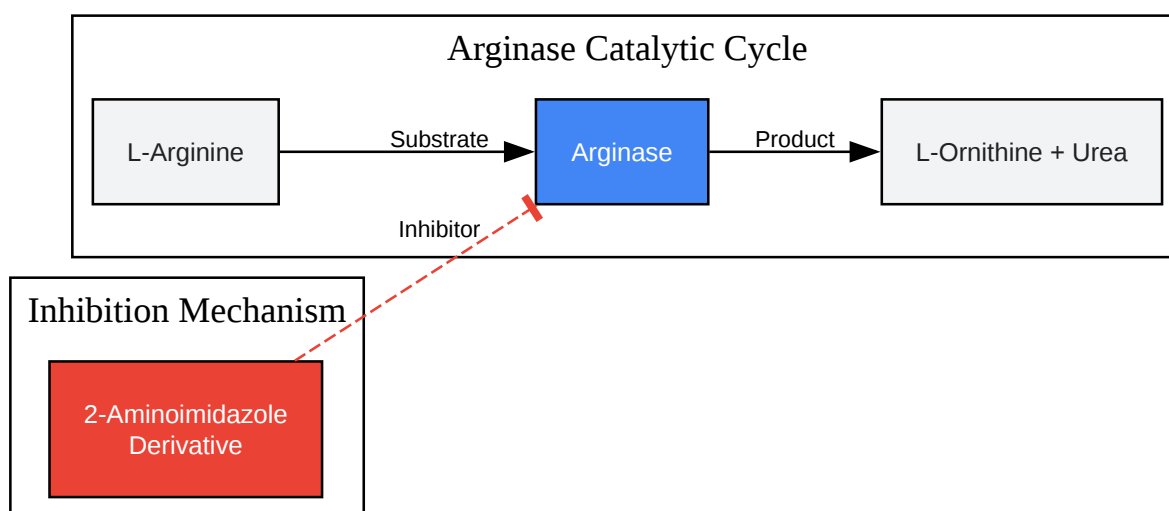 Arginase Catalytic Cycle
L-Arginine
Substrate
Arginase
Product
L-Ornithine + Urea
Inhibitor
Inhibition Mechanism
2-Aminoimidazole
Derivative